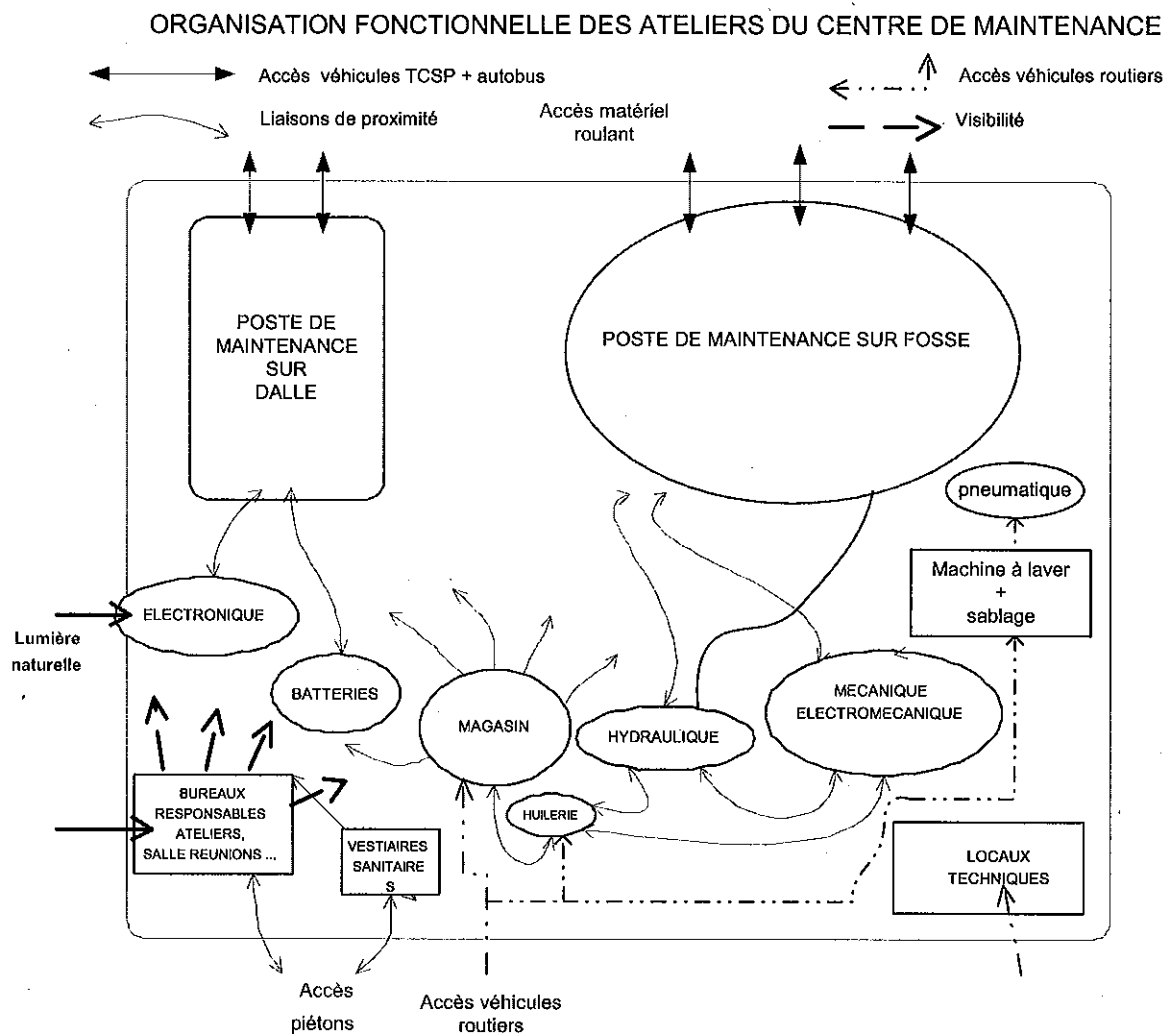 ORGANISATION FONCTIONNELLE DES ATELIERS DU CENTRE DE MAINTENANCE
Accès véhicules TCSP + autobus
Liaisons de proximité
Accès matériel
roulant
Accès véhicules routiers
Visibilité
POSTE DE
MAINTENANCE
SUR
DALLE
POSTE DE MAINTENANCE SUR FOSSE
pneumatique
Machine à laver
+
sablage
ELECTRONIQUE
Lumière
naturelle
BATTERIES
MAGASIN
HYDRAULIQUE
MECANIQUE
ELECTROMECANIQUE
HUILERIE
BUREAUX
RESPONSABLES
ATELIERS,
SALLE REUNIONS ...
VESTIAIRES
SANITAIRE
S
LOCAUX
TECHNIQUES
Accès
piétons
Accès véhicules
routiers